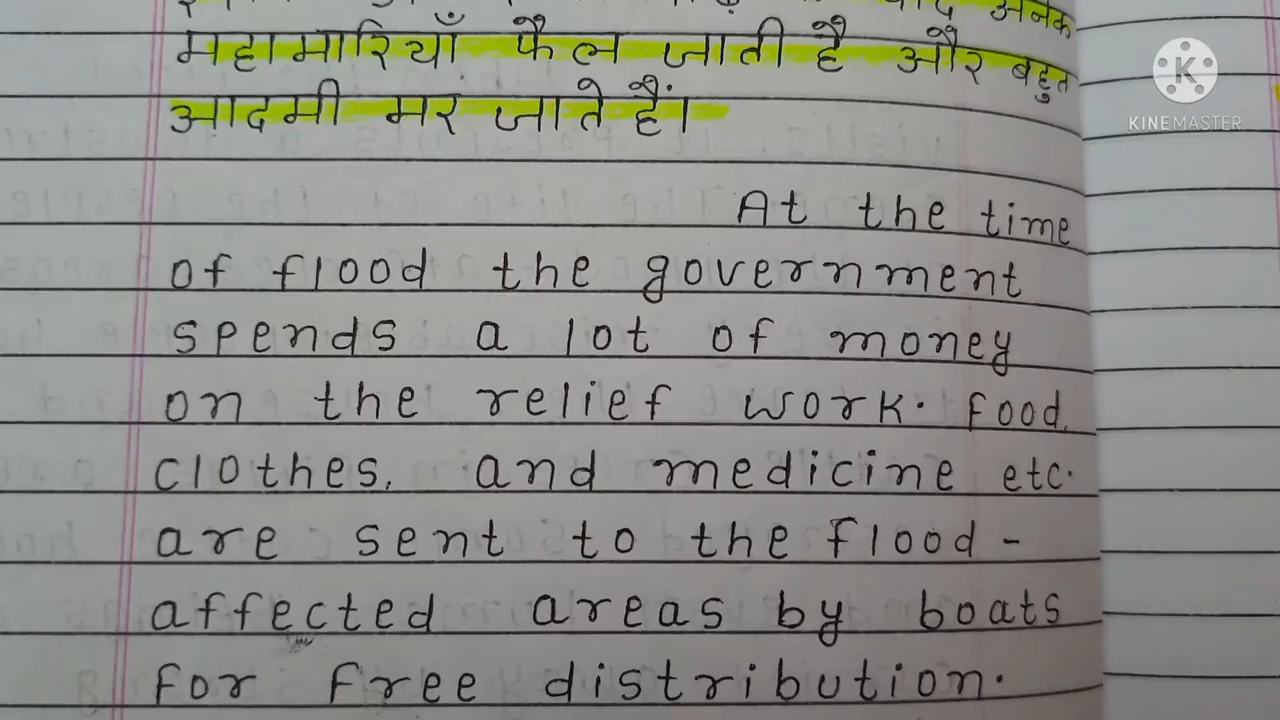 अनेक
महामारियाँ फैल जाती है और बहुत
आदमी मर जाते हैं।
At the time
of flood the government
spends a lot of money
on the relief work. Food,
clothes, and medicine etc.
are sent to the flood-
affected areas by boats
for free distribution.
K
KINEMASTER